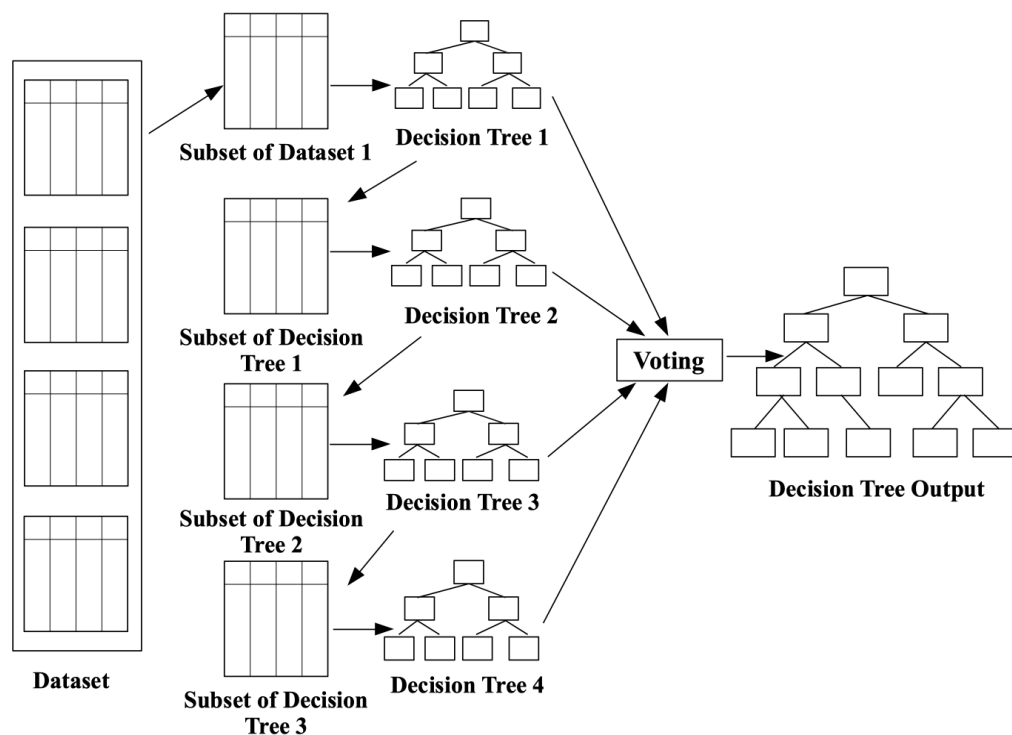 Subset of Dataset 1
Decision Tree 1
Subset of Decision
Tree 1
Decision Tree 2
Voting
Subset of Decision
Tree 2
Decision Tree 3
Decision Tree Output
Dataset
Subset of Decision
Tree 3
Decision Tree 4